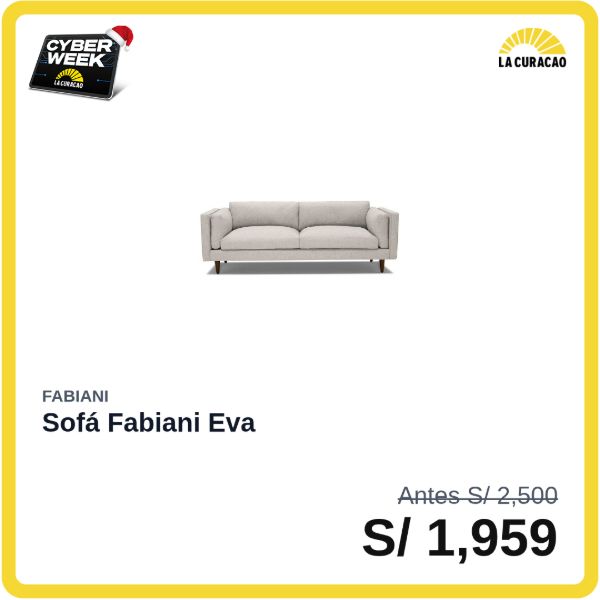 CYBER
WEEK
LA CURACAO
LA CURACAO
FABIANI
Sofá Fabiani Eva
Antes S/ 2,500
S/ 1,959